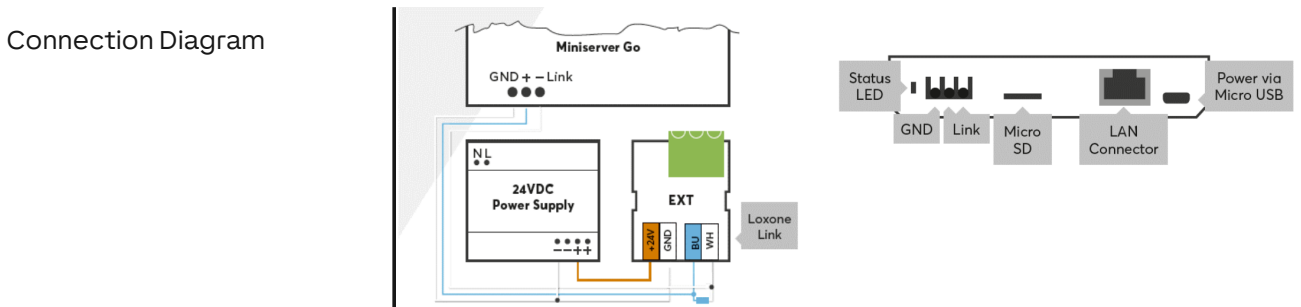 Connection Diagram
Miniserver Go
GND + − Link
N L
24VDC
Power Supply
−−++
EXT
+24V
GND
BU
WH
Loxone
Link
Status
LED
GND
Link
Micro
SD
LAN
Connector
Power via
Micro USB